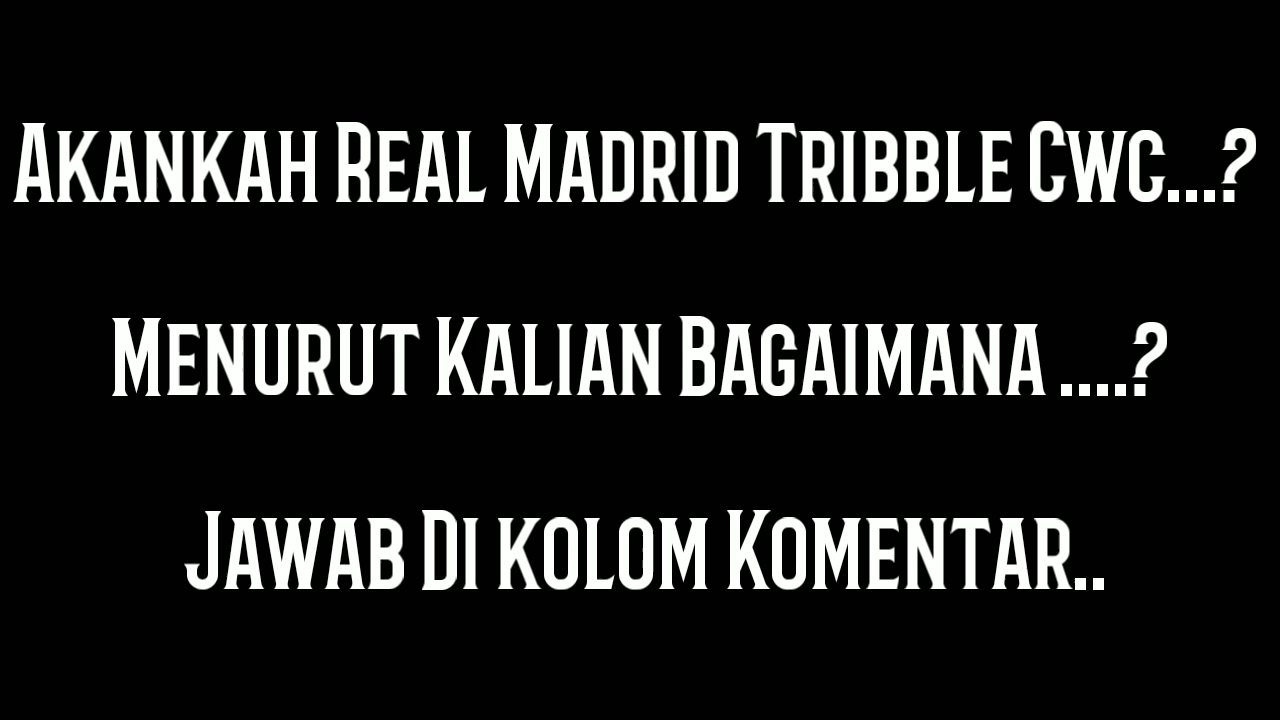 Akankah Real Madrid Tribble Cwc...?
Menurut Kalian Bagaimana ....?
Jawab Di kolom Komentar..